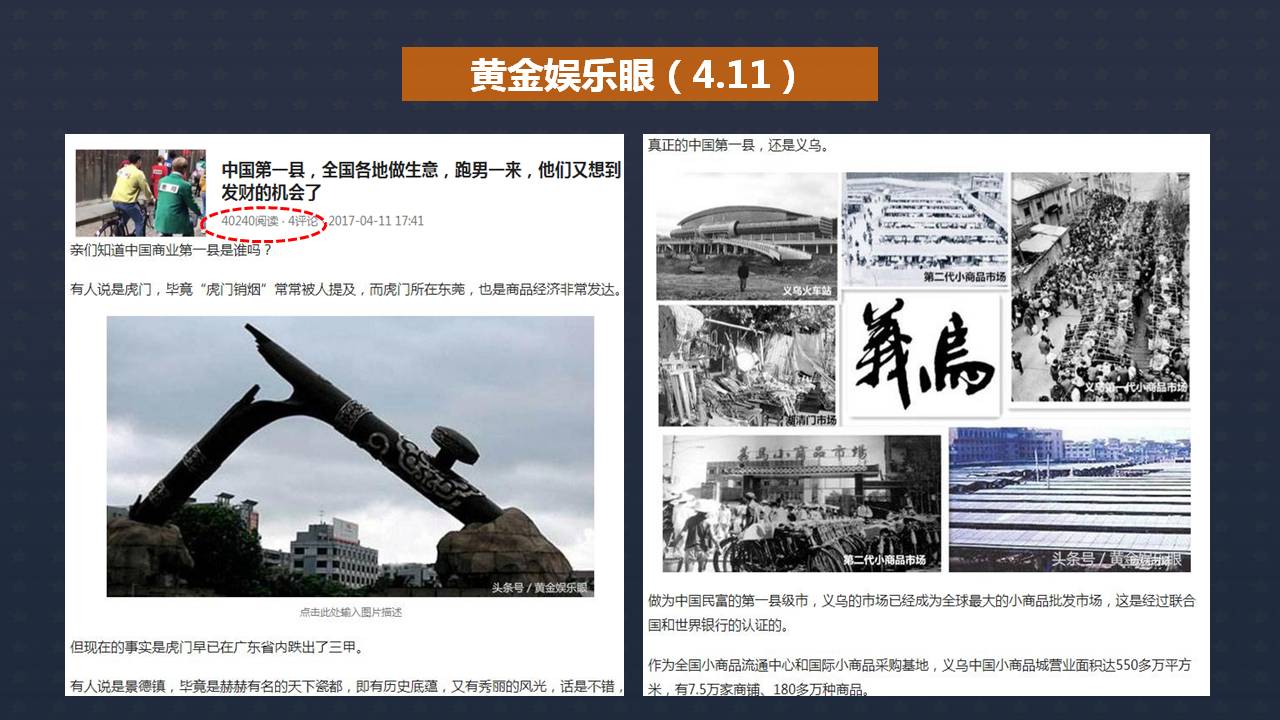 黄金娱乐眼（4.11）
中国第一县，全国各地做生意，跑男一来，他们又想到
发财的机会了
40240阅读 · 4评论 · 2017-04-11 17:41
亲们知道中国商业第一县是谁吗？
有人说是虎门，毕竟“虎门销烟”常常被人提及，而虎门所在东莞，也是商品经济非常发达。
头条号 / 黄金娱乐眼
点击此处输入图片描述
但现在的事实是虎门早已在广东省内跌出了三甲。
有人说是景德镇，毕竟是赫赫有名的天下瓷都，即有历史底蕴，又有秀丽的风光，话是不错，
真正的中国第一县，还是义乌。
义乌火车站
第二代小商品市场
义乌第一代小商品市场
湖清门市场
義烏
義乌小商品市場
第二代小商品市场
头条号 / 黄金娱乐眼
做为中国民富的第一县级市，义乌的市场已经成为全球最大的小商品批发市场，这是经过联合
国和世界银行的认证的。
作为全国小商品流通中心和国际小商品采购基地，义乌中国小商品城营业面积达550多万平方
米，有7.5万家商铺、180多万种商品。